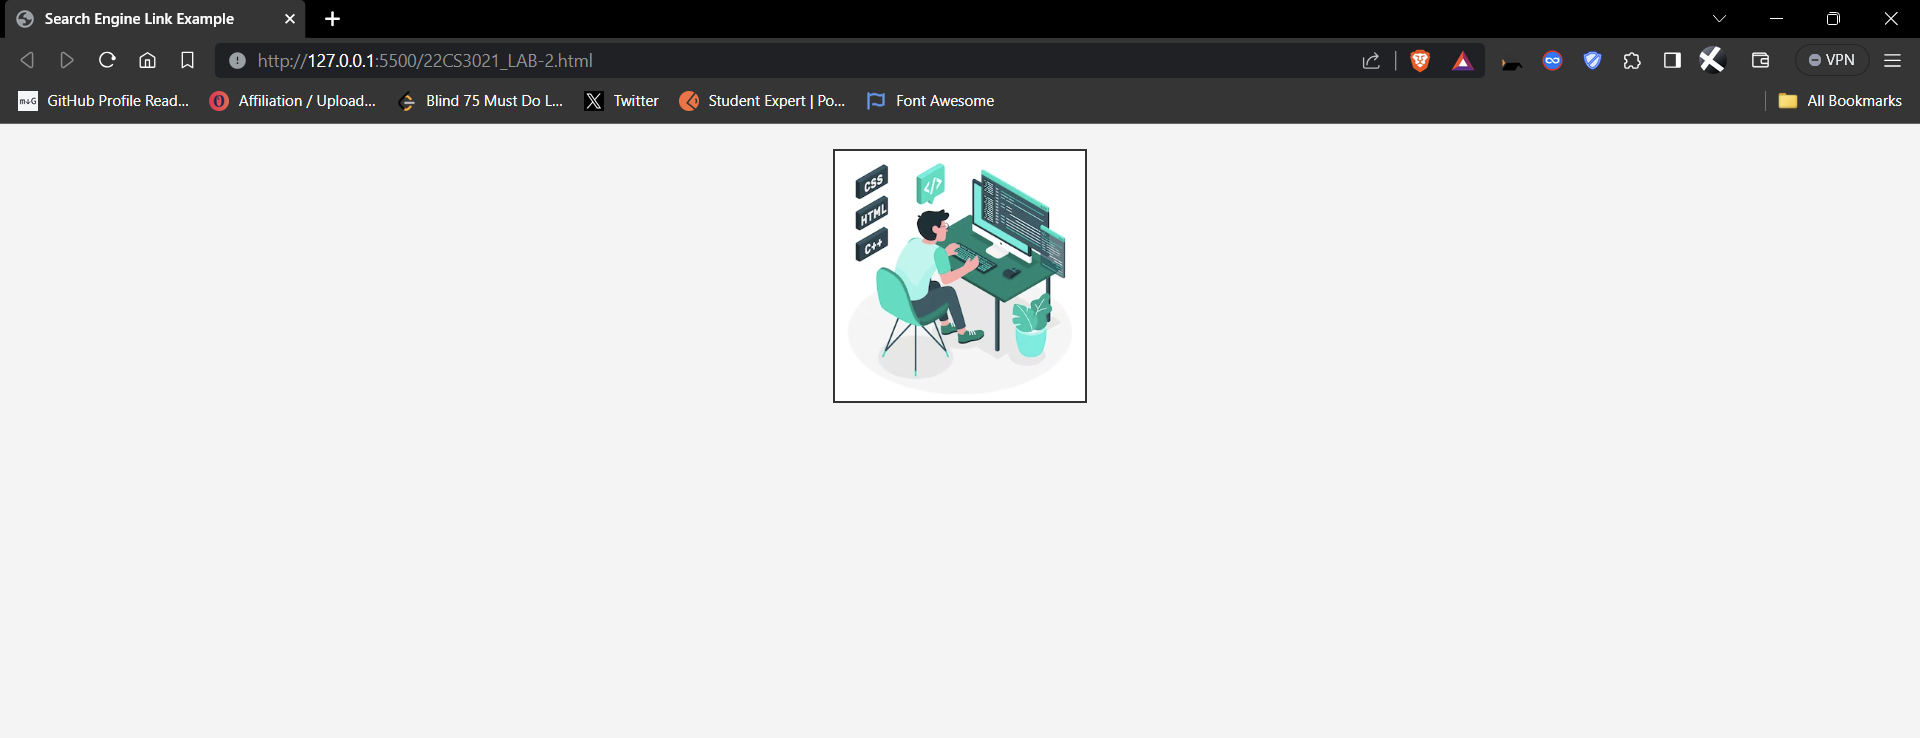 Search Engine Link Example
http://127.0.0.1:5500/22CS3021_LAB-2.html
VPN
M↓G GitHub Profile Read... Affiliation / Upload... Blind 75 Must Do L... Twitter Student Expert | Po... Font Awesome All Bookmarks
CSS
</>
HTML
C++